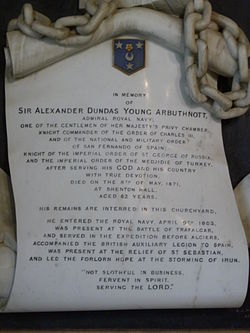 IN MEMORY
OF
SIR ALEXANDER DUNDAS YOUNG ARBUTHNOTT,
ADMIRAL ROYAL NAVY,
ONE OF THE GENTLEMEN OF HER MAJESTY'S PRIVY CHAMBER,
KNIGHT COMMANDER OF THE ORDER OF CHARLES III,
AND OF THE NATIONAL AND MILITARY ORDER
OF SAN FERNANDO OF SPAIN;
KNIGHT OF THE IMPERIAL ORDER OF ST GEORGE OF RUSSIA,
AND THE IMPERIAL ORDER OF THE MEDJIDIE OF TURKEY,
AFTER SERVING HIS GOD AND HIS COUNTRY
WITH TRUE DEVOTION,
DIED ON THE 8TH OF MAY, 1871,
AT SHENTON HALL,
AGED 82 YEARS.
HIS REMAINS ARE INTERRED IN THIS CHURCHYARD.
HE ENTERED THE ROYAL NAVY, APRIL 9TH 1803,
WAS PRESENT AT THE BATTLE OF TRAFALGAR,
AND SERVED IN THE EXPEDITION BEFORE ALGIERS,
ACCOMPANIED THE BRITISH AUXILIARY LEGION TO SPAIN,
WAS PRESENT AT THE RELIEF OF ST SEBASTIAN,
AND LED THE FORLORN HOPE AT THE STORMING OF IRUN.
"NOT SLOTHFUL IN BUSINESS,
FERVENT IN SPIRIT,
SERVING THE LORD."